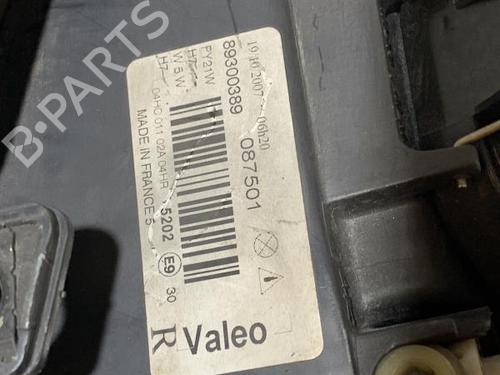 19 10 2007 06h20
89300389 087501
PY21W
H7
W5W
H7 04HC 011 02A 04HR 5202 E9 30
MADE IN FRANCE 5
R Valeo